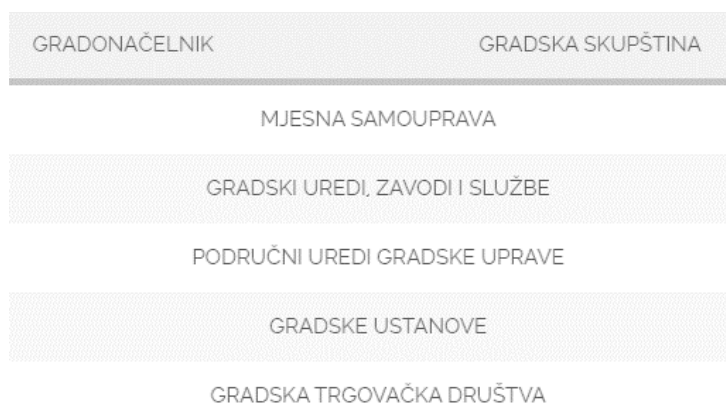 GRADONAČELNIK GRADSKA SKUPŠTINA
MJESNA SAMOUPRAVA
GRADSKI UREDI, ZAVODI I SLUŽBE
PODRUČNI UREDI GRADSKE UPRAVE
GRADSKE USTANOVE
GRADSKA TRGOVAČKA DRUŠTVA